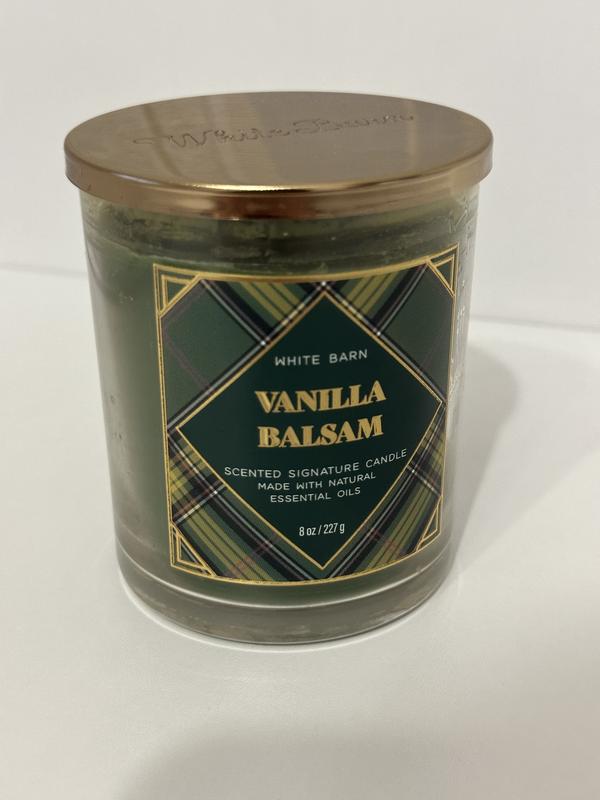 White Barn
WHITE BARN
VANILLA
BALSAM
SCENTED SIGNATURE CANDLE
MADE WITH NATURAL
ESSENTIAL OILS
8 oz / 227 g